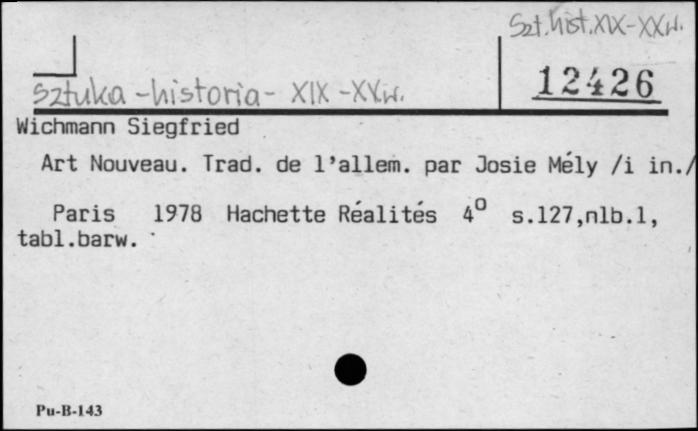 Szt. hist. XIX-XXw.
12426
Sztuka - historia - XIX - XXw.
Wichmann Siegfried
Art Nouveau. Trad. de l'allem. par Josie Mély /i in./
Paris 1978 Hachette Réalités 4° s.127,nlb.1,
tabl.barw.
Pu-B-143